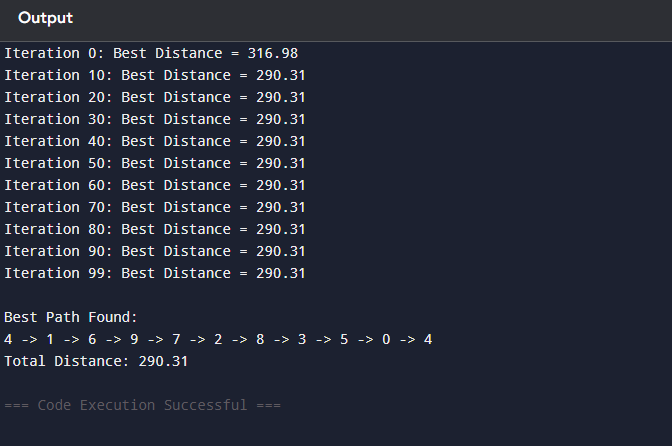 Output
Iteration 0: Best Distance = 316.98
Iteration 10: Best Distance = 290.31
Iteration 20: Best Distance = 290.31
Iteration 30: Best Distance = 290.31
Iteration 40: Best Distance = 290.31
Iteration 50: Best Distance = 290.31
Iteration 60: Best Distance = 290.31
Iteration 70: Best Distance = 290.31
Iteration 80: Best Distance = 290.31
Iteration 90: Best Distance = 290.31
Iteration 99: Best Distance = 290.31
Best Path Found:
4 -> 1 -> 6 -> 9 -> 7 -> 2 -> 8 -> 3 -> 5 -> 0 -> 4
Total Distance: 290.31
=== Code Execution Successful ===